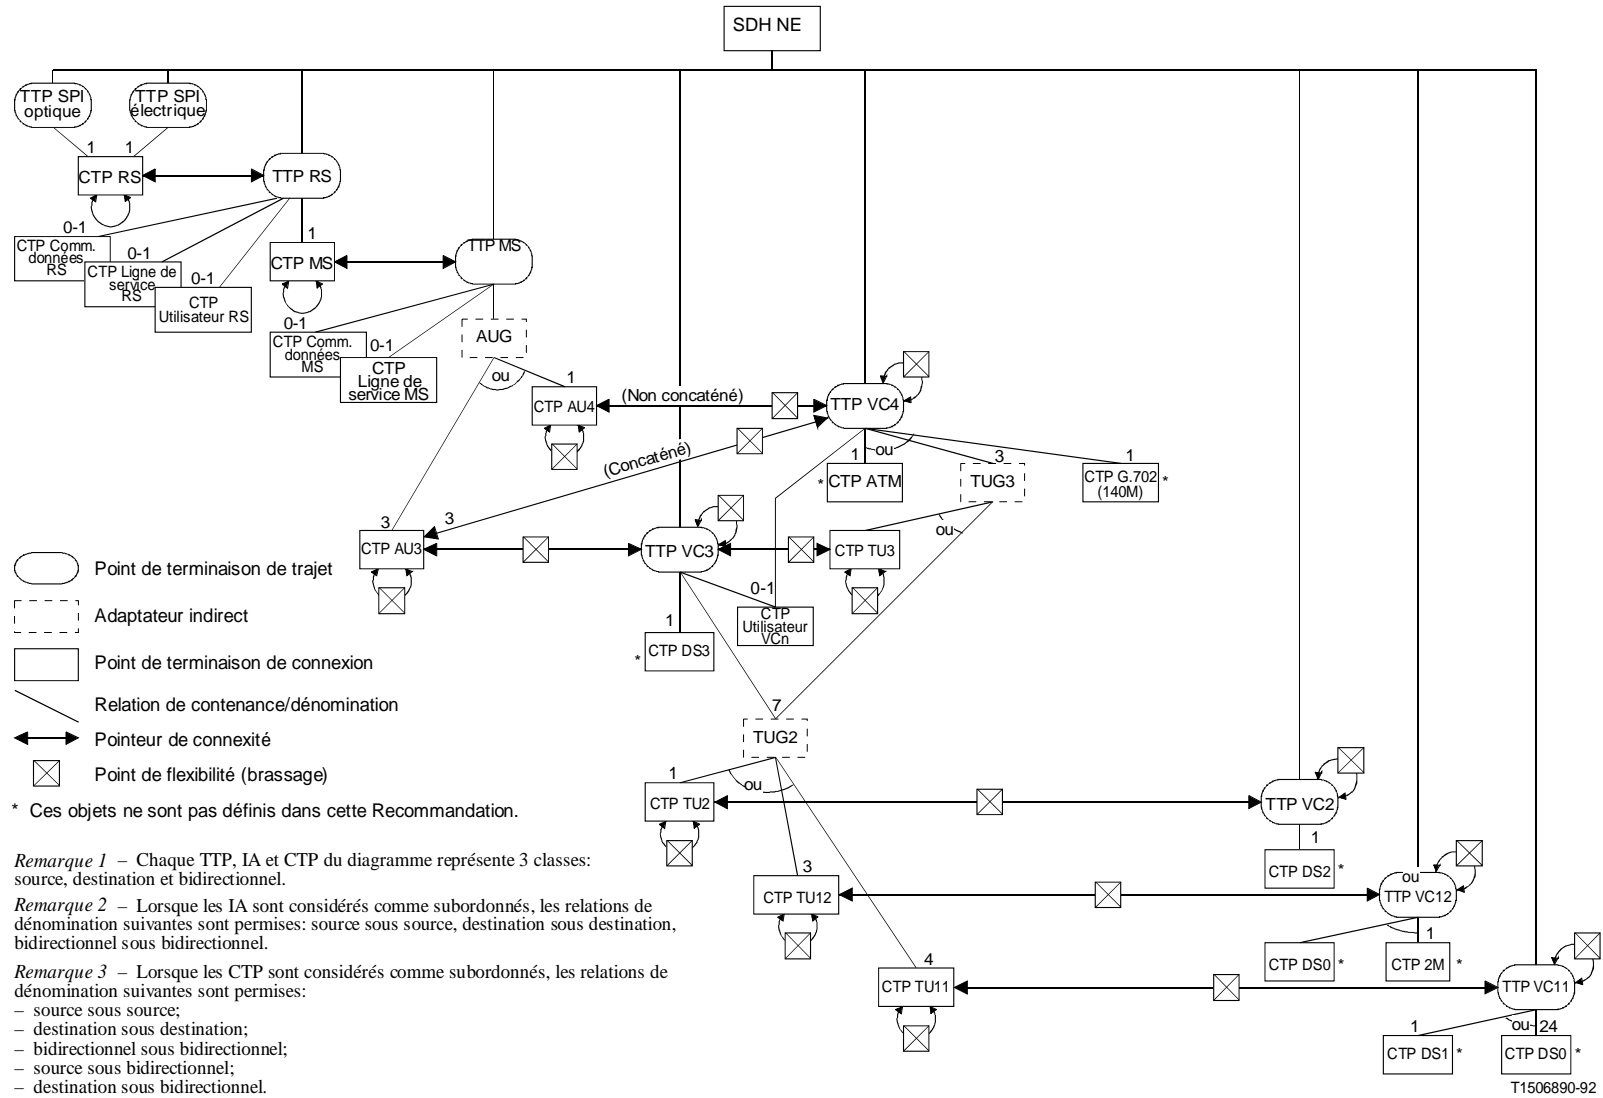 SDH NE
TTP SPI
optique
TTP SPI
électrique
1
1
CTP RS
TTP RS
0-1
CTP Comm.
données
RS
0-1
CTP Ligne de
service
RS
0-1
CTP
Utilisateur RS
1
CTP MS
TTP MS
0-1
CTP Comm.
données
MS
0-1
CTP
Ligne de
service MS
AUG
ou
1
CTP AU4
(Non concaténé)
TTP VC4
(Concaténé)
ou
1
* CTP ATM
3
TUG3
1
CTP G.702
(140M)
*
3
CTP AU3
3
TTP VC3
CTP TU3
ou
0-1
CTP
Utilisateur
VCn
1
* CTP DS3
7
TUG2
ou
1
CTP TU2
TTP VC2
1
CTP DS2 *
3
CTP TU12
ou
TTP VC12
CTP DS0 *
1
CTP 2M *
4
CTP TU11
TTP VC11
ou
1
CTP DS1 *
24
CTP DS0 *
Point de terminaison de trajet
Adaptateur indirect
Point de terminaison de connexion
Relation de contenance/dénomination
Pointeur de connexité
Point de flexibilité (brassage)
* Ces objets ne sont pas définis dans cette Recommandation.
Remarque 1 – Chaque TTP, IA et CTP du diagramme représente 3 classes:
source, destination et bidirectionnel.
Remarque 2 – Lorsque les IA sont considérés comme subordonnés, les relations de
dénomination suivantes sont permises: source sous source, destination sous destination,
bidirectionnel sous bidirectionnel.
Remarque 3 – Lorsque les CTP sont considérés comme subordonnés, les relations de
dénomination suivantes sont permises:
– source sous source;
– destination sous destination;
– bidirectionnel sous bidirectionnel;
– source sous bidirectionnel;
– destination sous bidirectionnel.
T1506890-92